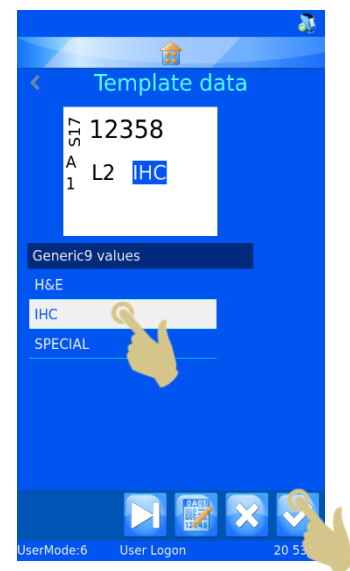 Template data
S17 12358
A
1 L2 IHC
Generic9 values
H&E
IHC
SPECIAL
UserMode:6 User Logon 20 53